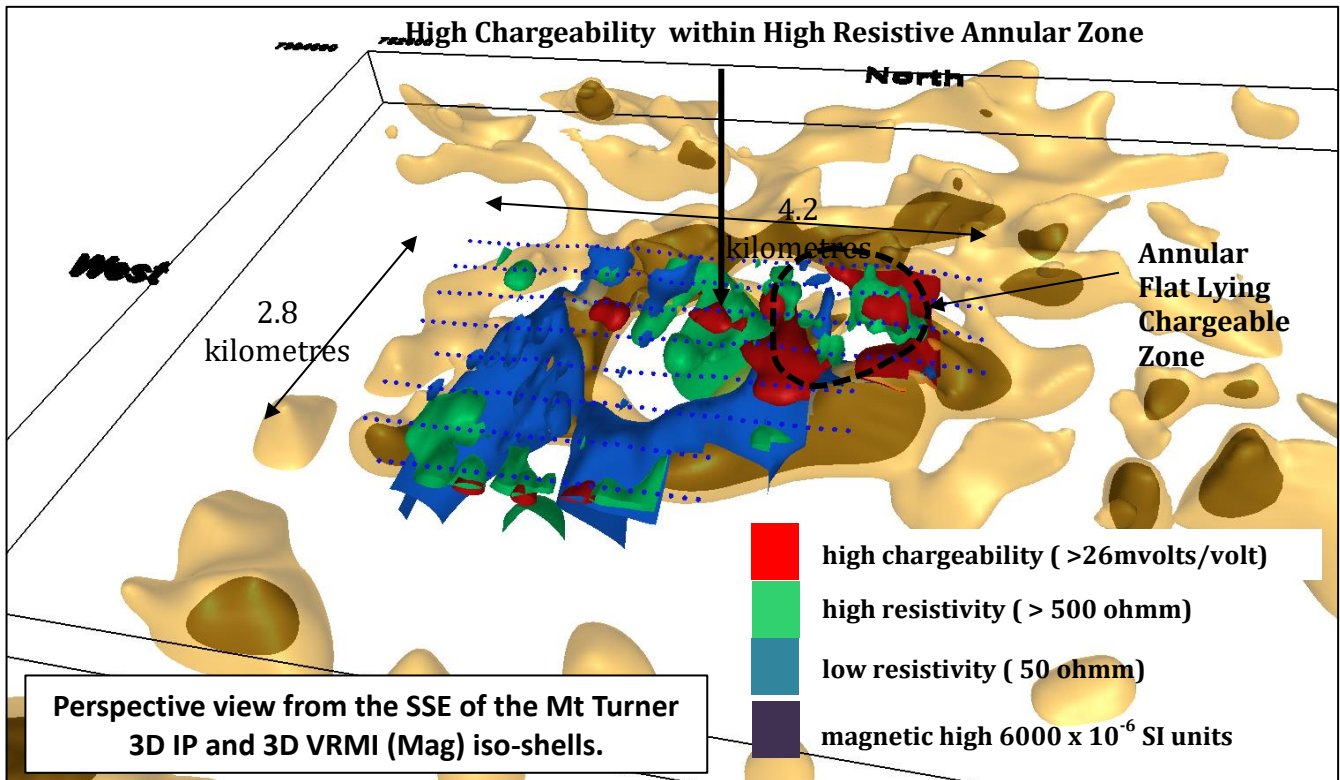 High Chargeability within High Resistive Annular Zone
North
West
4.2
kilometres
2.8
kilometres
Annular
Flat Lying
Chargeable
Zone
high chargeability ( >26mvolts/volt)
high resistivity ( > 500 ohmm)
low resistivity ( 50 ohmm)
magnetic high 6000 x 10⁻⁶ SI units
Perspective view from the SSE of the Mt Turner
3D IP and 3D VRMI (Mag) iso-shells.